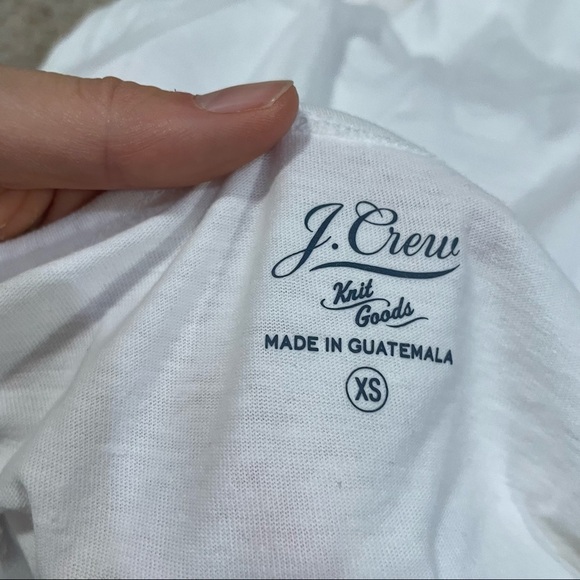 J.Crew
Knit
Goods
MADE IN GUATEMALA
XS